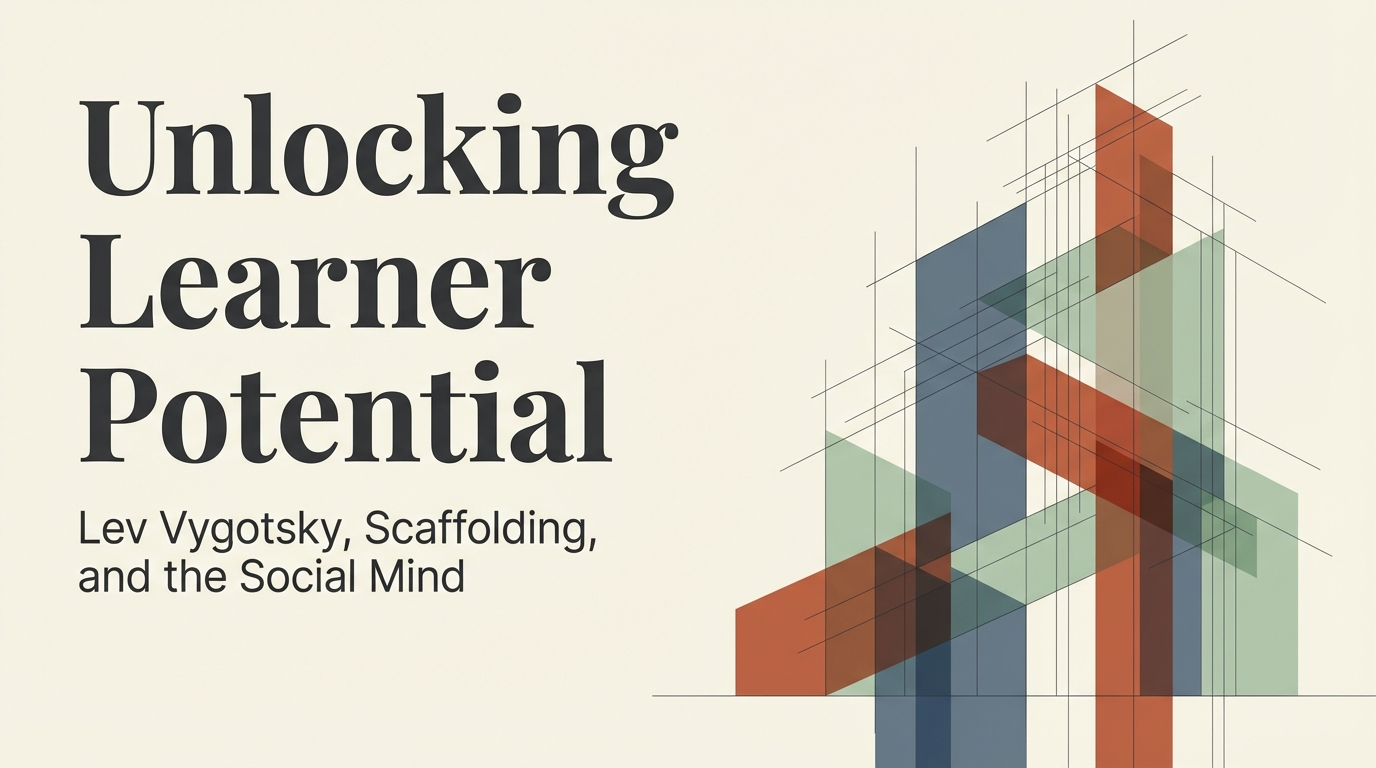 Unlocking
Learner
Potential
Lev Vygotsky, Scaffolding,
and the Social Mind